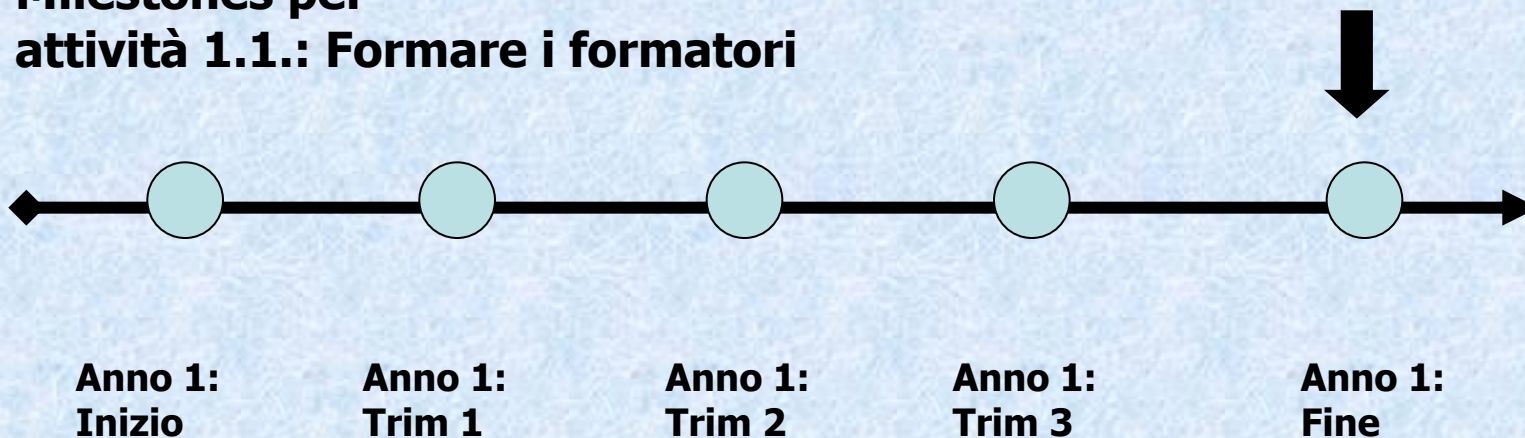 Milestones per
attività 1.1.: Formare i formatori
Anno 1:
Inizio
Anno 1:
Trim 1
Anno 1:
Trim 2
Anno 1:
Trim 3
Anno 1:
Fine